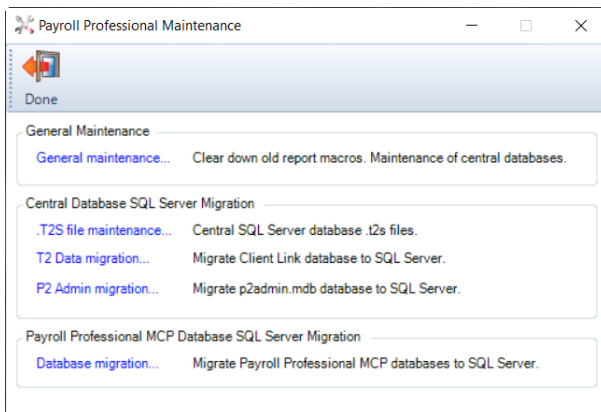 Payroll Professional Maintenance
Done
General Maintenance
General maintenance... Clear down old report macros. Maintenance of central databases.
Central Database SQL Server Migration
.T2S file maintenance... Central SQL Server database .t2s files.
T2 Data migration... Migrate Client Link database to SQL Server.
P2 Admin migration... Migrate p2admin.mdb database to SQL Server.
Payroll Professional MCP Database SQL Server Migration
Database migration... Migrate Payroll Professional MCP databases to SQL Server.